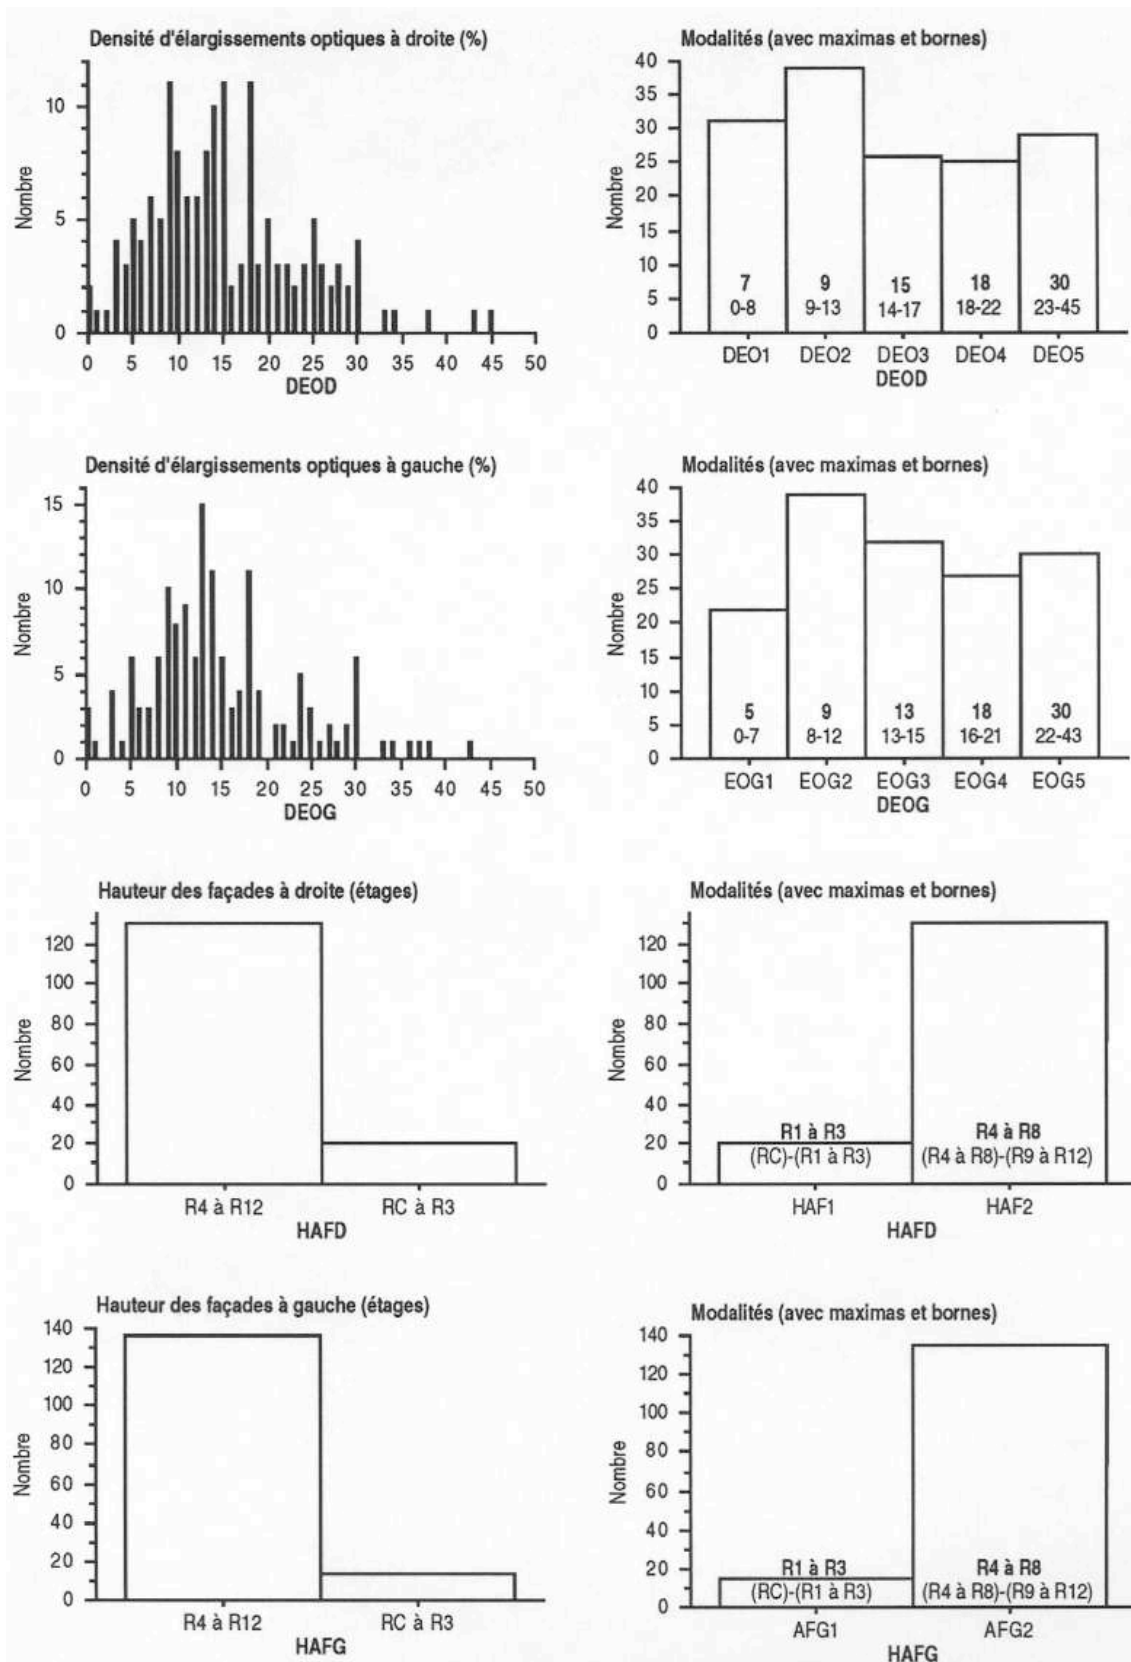 Densité d'élargissements optiques à droite (%)
10
5
0
Nombre
0 5 10 15 20 25 30 35 40 45 50
DEOD
Modalités (avec maximas et bornes)
40
35
30
25
20
15
10
5
0
Nombre
7 9 15 18 30
0-8 9-13 14-17 18-22 23-45
DEO1 DEO2 DEO3 DEO4 DEO5
DEOD
Densité d'élargissements optiques à gauche (%)
15
10
5
0
Nombre
0 5 10 15 20 25 30 35 40 45 50
DEOG
Modalités (avec maximas et bornes)
40
35
30
25
20
15
10
5
0
Nombre
5 9 13 18 30
0-7 8-12 13-15 16-21 22-43
EOG1 EOG2 EOG3 EOG4 EOG5
DEOG
Hauteur des façades à droite (étages)
120
100
80
60
40
20
0
Nombre
R4 à R12 RC à R3
HAFD
Modalités (avec maximas et bornes)
120
100
80
60
40
20
0
Nombre
R1 à R3 R4 à R8
(RC)-(R1 à R3) (R4 à R8)-(R9 à R12)
HAF1 HAF2
HAFD
Hauteur des façades à gauche (étages)
140
120
100
80
60
40
20
0
Nombre
R4 à R12 RC à R3
HAFG
Modalités (avec maximas et bornes)
140
120
100
80
60
40
20
0
Nombre
R1 à R3 R4 à R8
(RC)-(R1 à R3) (R4 à R8)-(R9 à R12)
AFG1 AFG2
HAFG